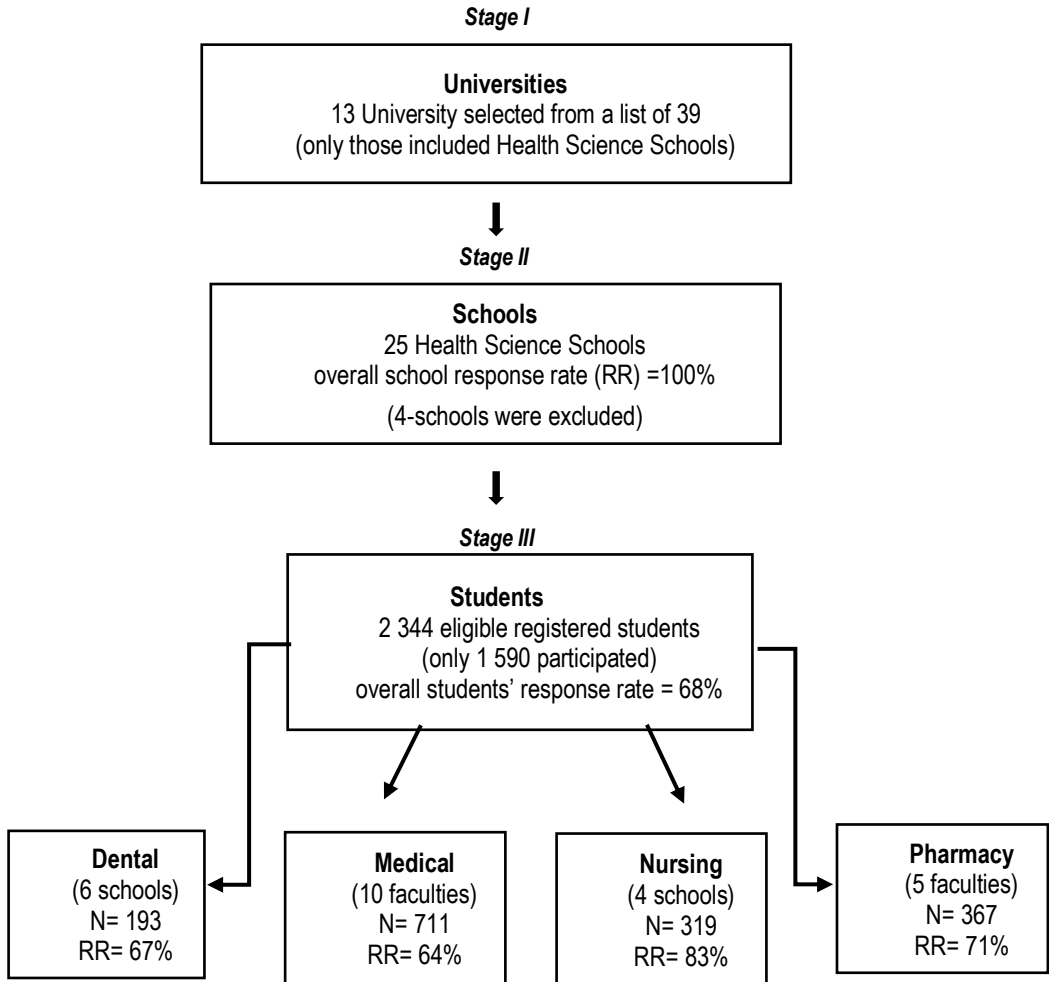 Stage I
Universities
13 University selected from a list of 39
(only those included Health Science Schools)
Stage II
Schools
25 Health Science Schools
overall school response rate (RR) =100%
(4-schools were excluded)
Stage III
Students
2 344 eligible registered students
(only 1 590 participated)
overall students’ response rate = 68%
Dental
(6 schools)
N= 193
RR= 67%
Medical
(10 faculties)
N= 711
RR= 64%
Nursing
(4 schools)
N= 319
RR= 83%
Pharmacy
(5 faculties)
N= 367
RR= 71%